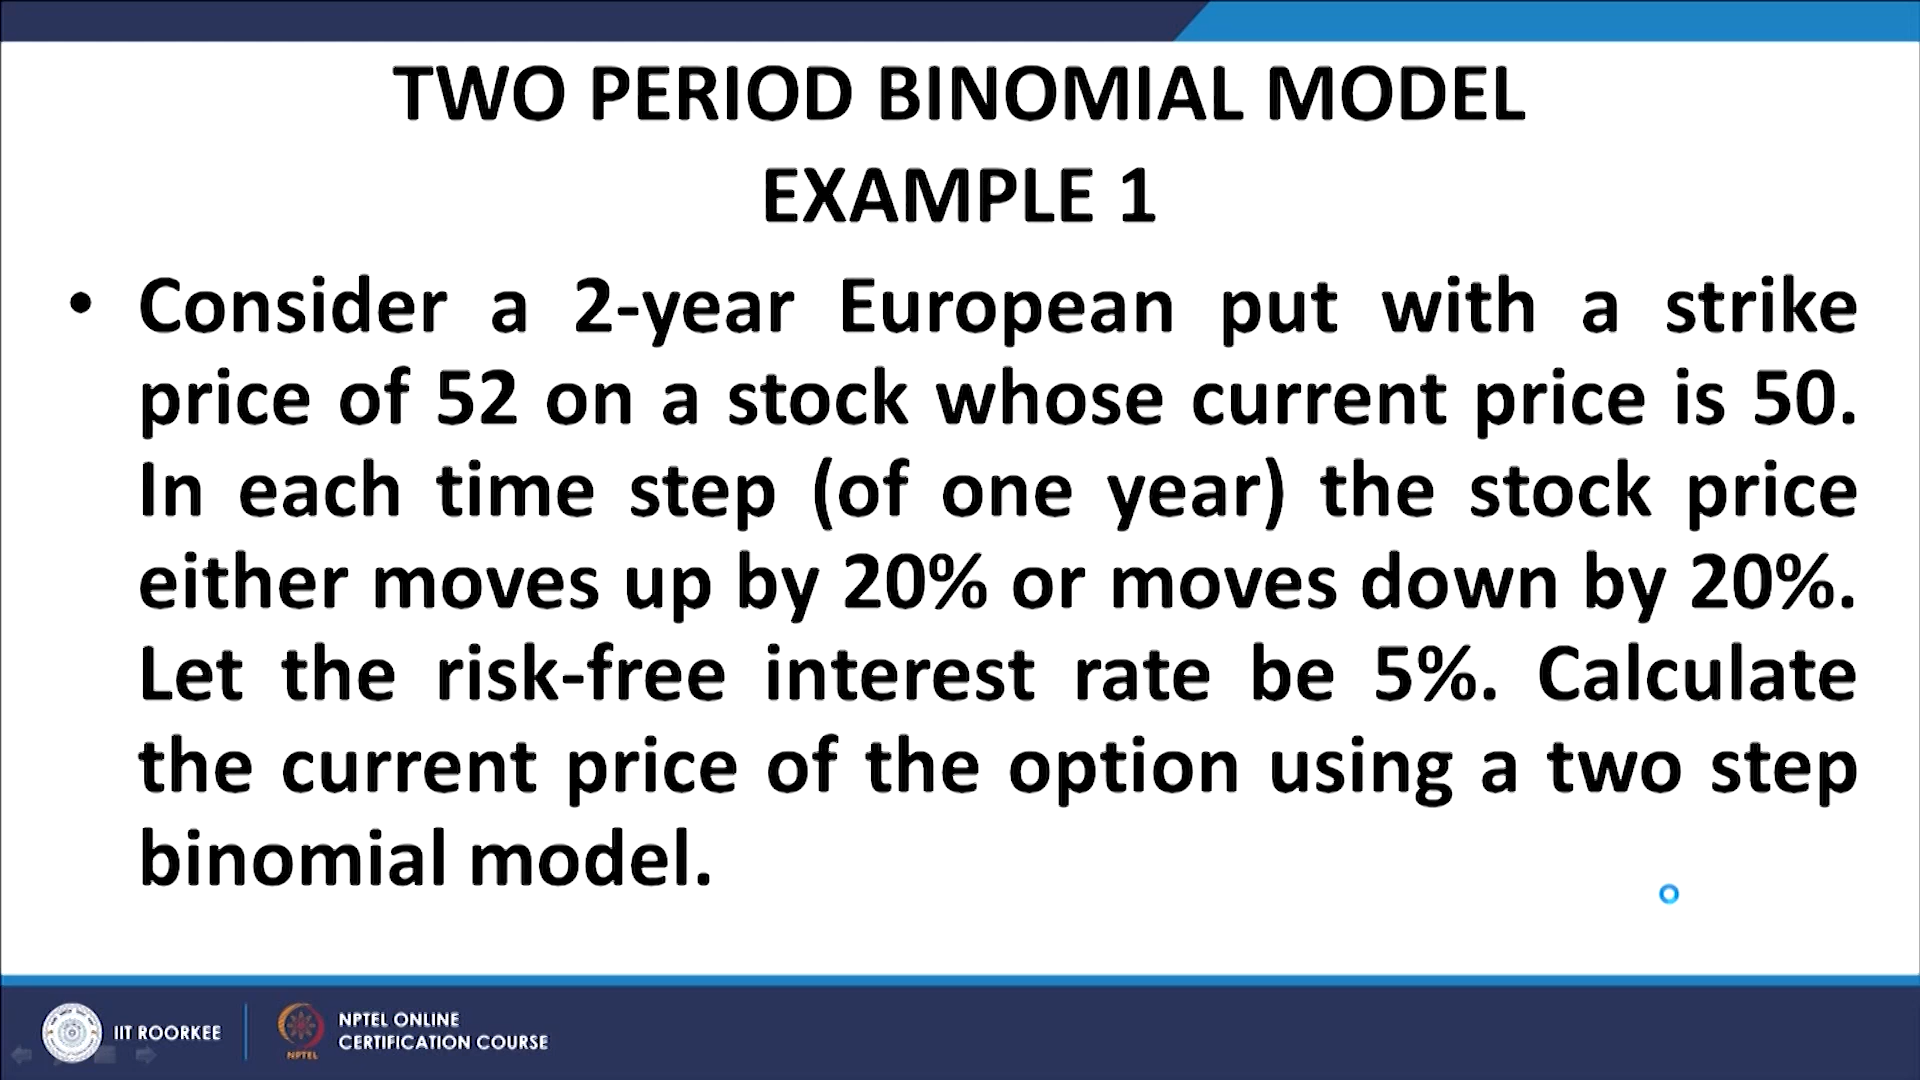 TWO PERIOD BINOMIAL MODEL
EXAMPLE 1
• Consider a 2-year European put with a strike
price of 52 on a stock whose current price is 50.
In each time step (of one year) the stock price
either moves up by 20% or moves down by 20%.
Let the risk-free interest rate be 5%. Calculate
the current price of the option using a two step
binomial model.
IIT ROORKEE
NPTEL
NPTEL ONLINE
CERTIFICATION COURSE